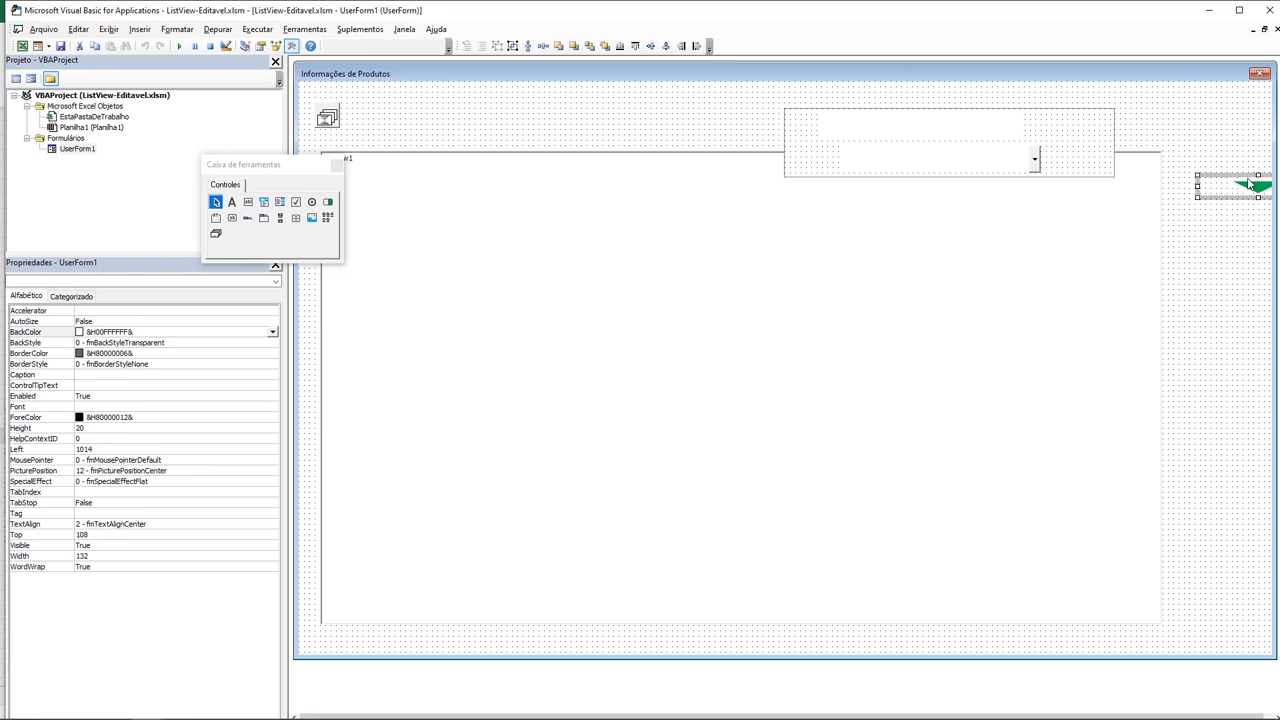 Microsoft Visual Basic for Applications - ListView-Editavel.xlsm - [ListView-Editavel.xlsm - UserForm1 (UserForm)]
Arquivo Editar Exibir Inserir Formatar Depurar Executar Ferramentas Suplementos Janela Ajuda
Projeto - VBAProject
VBAProject (ListView-Editavel.xlsm)
Microsoft Excel Objetos
EstaPastaDeTrabalho
Planilha1 (Planilha1)
Formulários
UserForm1
Caixa de ferramentas
Controles
Informações de Produtos
w1
Propriedades - UserForm1
Alfabético Categorizado
Accelerator
AutoSize False
BackColor &H00FFFFFF&
BackStyle 0 - fmBackStyleTransparent
BorderColor &H80000006&
BorderStyle 0 - fmBorderStyleNone
Caption
ControlTipText
Enabled True
Font
ForeColor &H80000012&
Height 20
HelpContextID 0
Left 1014
MousePointer 0 - fmMousePointerDefault
PicturePosition 12 - fmPicturePositionCenter
SpecialEffect 0 - fmSpecialEffectFlat
TabIndex
TabStop False
Tag
TextAlign 2 - fmTextAlignCenter
Top 108
Visible True
Width 132
WordWrap True